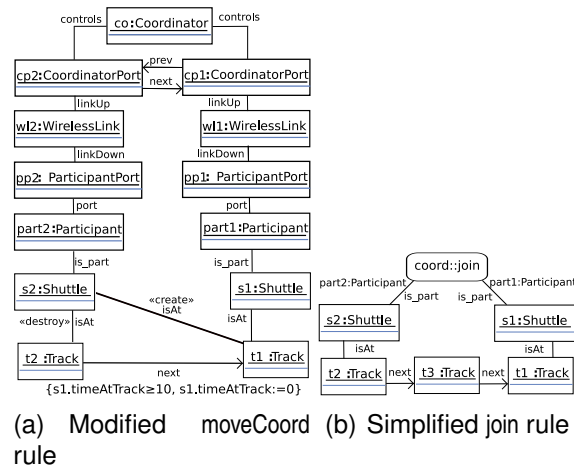 controls
co:Coordinator
controls
cp2:CoordinatorPort
prev
next
cp1:CoordinatorPort
linkUp
linkUp
wl2:WirelessLink
wl1:WirelessLink
linkDown
linkDown
pp2: ParticipantPort
pp1: ParticipantPort
port
port
part2:Participant
part1:Participant
is_part
is_part
s2:Shuttle
«create»
isAt
s1:Shuttle
«destroy»
isAt
isAt
t2 :Track
next
t1 :Track
{s1.timeAtTrack≥10, s1.timeAtTrack:=0}
coord::join
part2:Participant
part1:Participant
is_part
is_part
s2:Shuttle
s1:Shuttle
isAt
isAt
t2 :Track
next
t3 :Track
next
t1 :Track
(a) Modified moveCoord
rule
(b) Simplified join rule